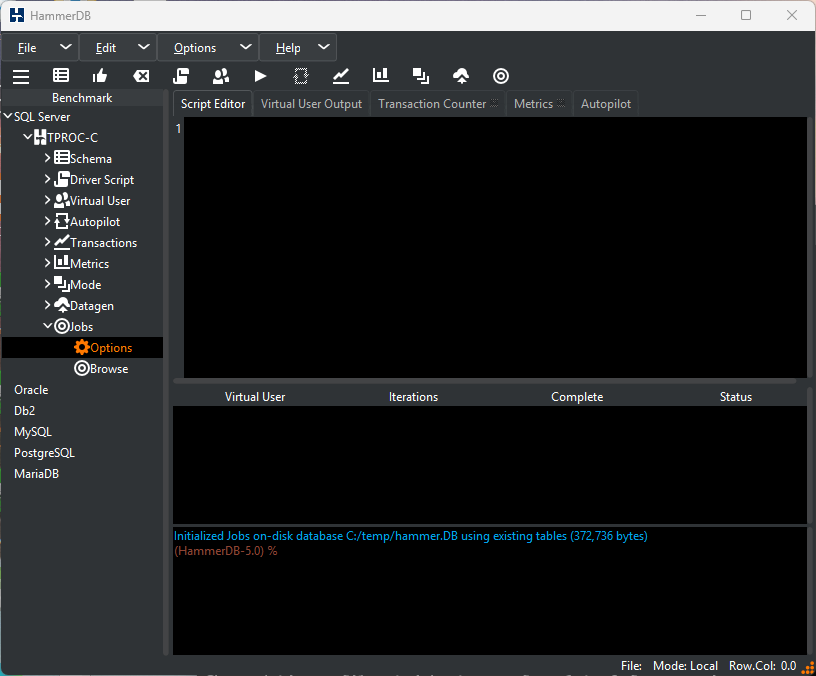 HammerDB
File Edit Options Help
Benchmark
Script Editor Virtual User Output Transaction Counter Metrics Autopilot
SQL Server
1
TPROC-C
Schema
Driver Script
Virtual User
Autopilot
Transactions
Metrics
Mode
Datagen
Jobs
Options
Browse
Oracle
Db2
MySQL
PostgreSQL
MariaDB
Virtual User Iterations Complete Status
Initialized Jobs on-disk database C:/temp/hammer.DB using existing tables (372,736 bytes)
(HammerDB-5.0) %
File: Mode: Local Row.Col: 0.0